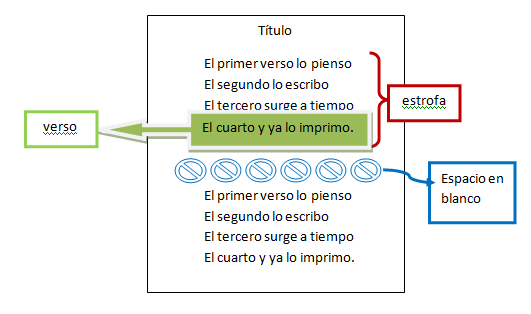 Título
El primer verso lo pienso
El segundo lo escribo
El tercero surge a tiempo
El cuarto y ya lo imprimo.
estrofa
verso
Espacio en
blanco
El primer verso lo pienso
El segundo lo escribo
El tercero surge a tiempo
El cuarto y ya lo imprimo.